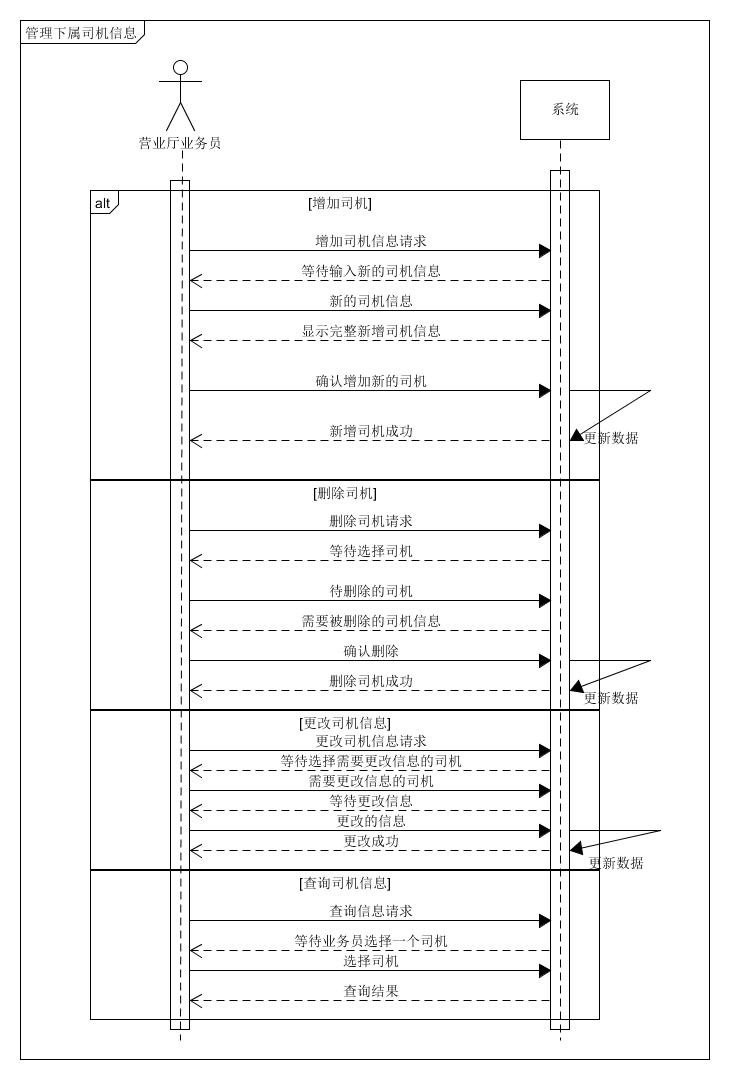 管理下属司机信息
营业厅业务员
系统
alt
[增加司机]
增加司机信息请求
等待输入新的司机信息
新的司机信息
显示完整新增司机信息
确认增加新的司机
新增司机成功
更新数据
[删除司机]
删除司机请求
等待选择司机
待删除的司机
需要被删除的司机信息
确认删除
删除司机成功
更新数据
[更改司机信息]
更改司机信息请求
等待选择需要更改信息的司机
需要更改信息的司机
等待更改信息
更改的信息
更改成功
更新数据
[查询司机信息]
查询信息请求
等待业务员选择一个司机
选择司机
查询结果